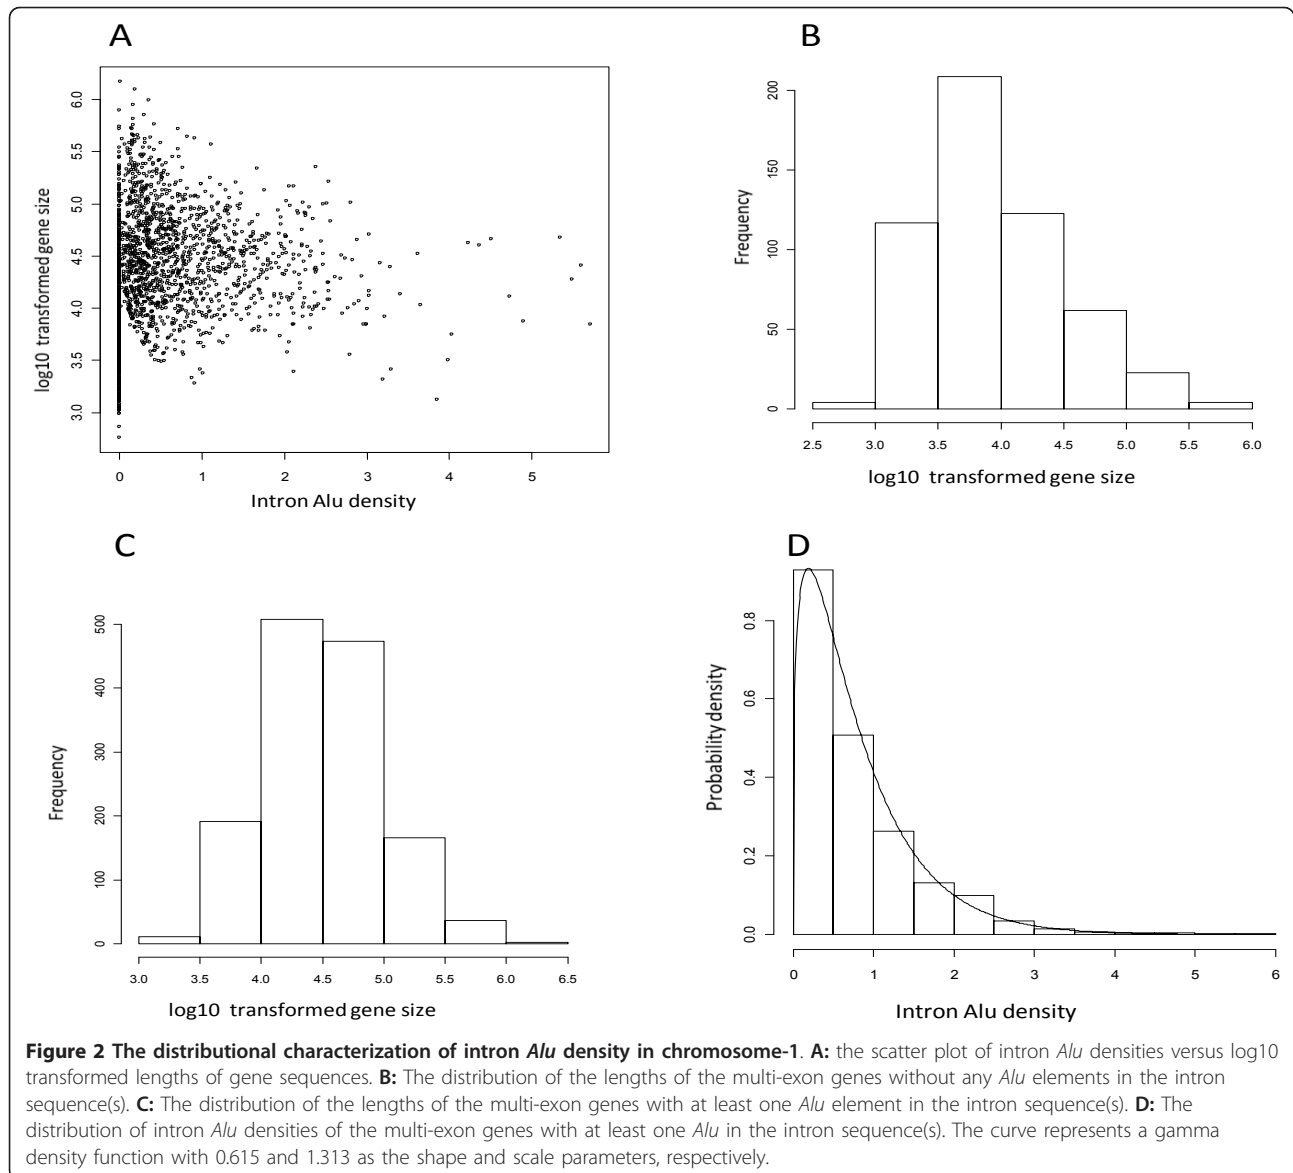 A
log10 transformed gene size
6.0
5.5
5.0
4.5
4.0
3.5
3.0
0 1 2 3 4 5
Intron Alu density
B
Frequency
200
150
100
50
0
2.5 3.0 3.5 4.0 4.5 5.0 5.5 6.0
log10 transformed gene size
C
Frequency
500
400
300
200
100
0
3.0 3.5 4.0 4.5 5.0 5.5 6.0 6.5
log10 transformed gene size
D
Probability density
0.8
0.6
0.4
0.2
0.0
0 1 2 3 4 5 6
Intron Alu density
Figure 2 The distributional characterization of intron Alu density in chromosome-1. A: the scatter plot of intron Alu densities versus log10
transformed lengths of gene sequences. B: The distribution of the lengths of the multi-exon genes without any Alu elements in the intron
sequence(s). C: The distribution of the lengths of the multi-exon genes with at least one Alu element in the intron sequence(s). D: The
distribution of intron Alu densities of the multi-exon genes with at least one Alu in the intron sequence(s). The curve represents a gamma
density function with 0.615 and 1.313 as the shape and scale parameters, respectively.